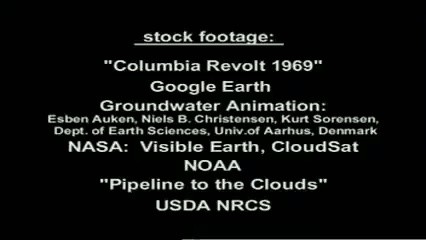 stock footage:
"Columbia Revolt 1969"
Google Earth
Groundwater Animation:
Esben Auken, Niels B. Christensen, Kurt Sorensen,
Dept. of Earth Sciences, Univ.of Aarhus, Denmark
NASA: Visible Earth, CloudSat
NOAA
"Pipeline to the Clouds"
USDA NRCS